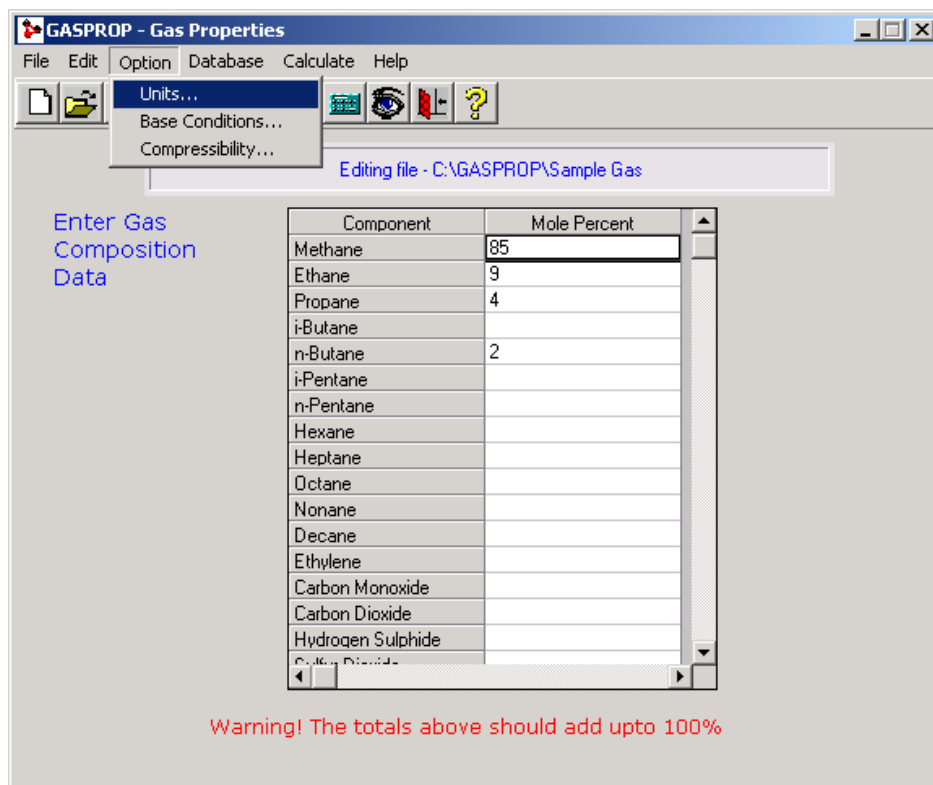 GASPROP - Gas Properties
File Edit Option Database Calculate Help
Units...
Base Conditions...
Compressibility...
Editing file - C:\GASPROP\Sample Gas
Enter Gas
Composition
Data
Component Mole Percent
Methane 85
Ethane 9
Propane 4
i-Butane
n-Butane 2
i-Pentane
n-Pentane
Hexane
Heptane
Octane
Nonane
Decane
Ethylene
Carbon Monoxide
Carbon Dioxide
Hydrogen Sulphide
Sulfur Dioxide
Warning! The totals above should add upto 100%